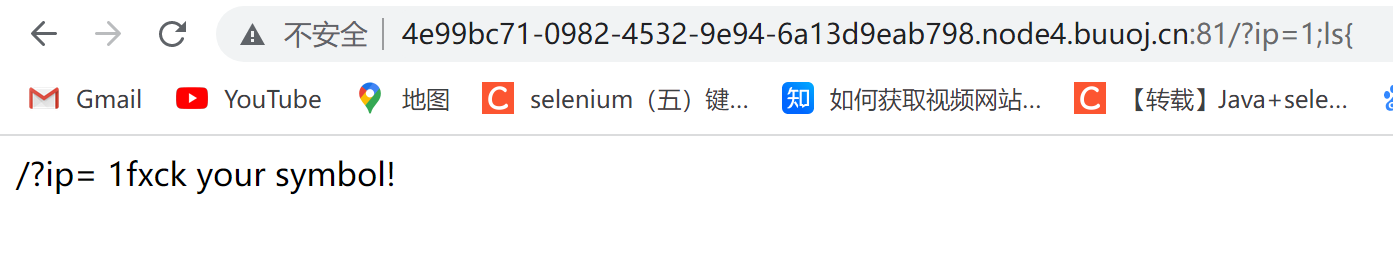 不安全 4e99bc71-0982-4532-9e94-6a13d9eab798.node4.buuoj.cn:81/?ip=1;ls{
Gmail YouTube 地图 selenium（五）键... 如何获取视频网站... 【转载】Java+sele...
/?ip= 1fxck your symbol!